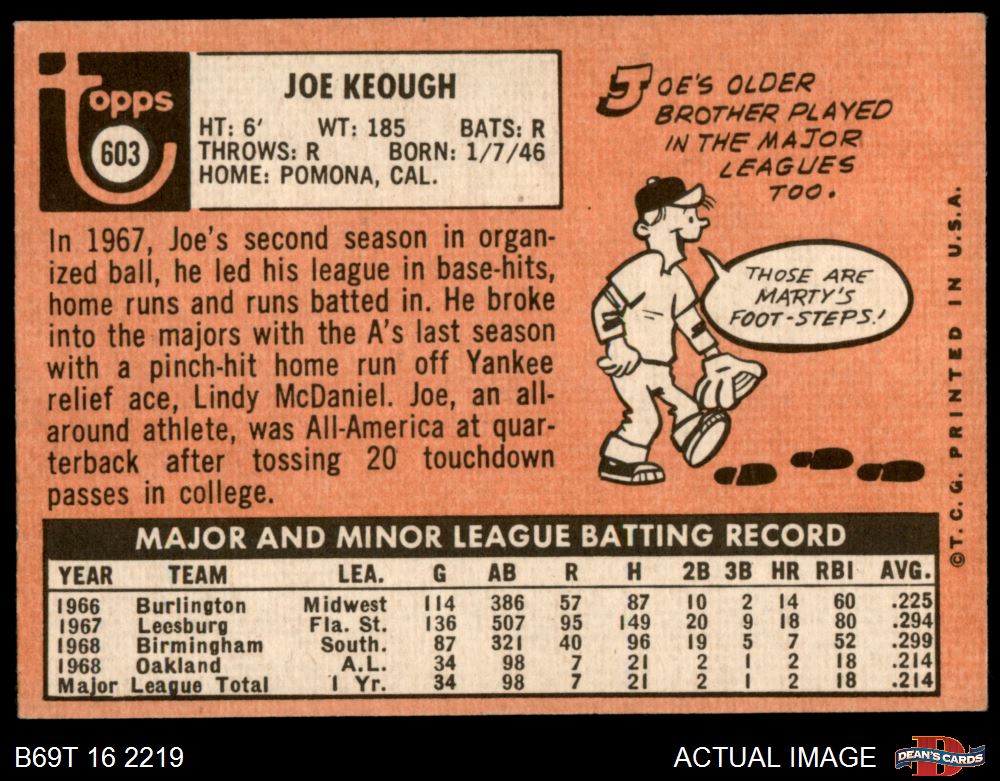 Topps
603
JOE KEOUGH
HT: 6' WT: 185 BATS: R
THROWS: R BORN: 1/7/46
HOME: POMONA, CAL.
JOE'S OLDER
BROTHER PLAYED
IN THE MAJOR
LEAGUES
TOO.
THOSE ARE
MARTY'S
FOOT-STEPS!
In 1967, Joe's second season in organ-
ized ball, he led his league in base-hits,
home runs and runs batted in. He broke
into the majors with the A's last season
with a pinch-hit home run off Yankee
relief ace, Lindy McDaniel. Joe, an all-
around athlete, was All-America at quar-
terback after tossing 20 touchdown
passes in college.
©T.C.G. PRINTED IN U.S.A.
MAJOR AND MINOR LEAGUE BATTING RECORD
YEAR TEAM LEA. G AB R H 2B 3B HR RBI AVG.
1966 Burlington Midwest 114 386 57 87 10 2 14 60 .225
1967 Leesburg Fla. St. 136 507 95 149 20 9 18 80 .294
1968 Birmingham South. 87 321 40 96 19 5 7 52 .299
1968 Oakland A.L. 34 98 7 21 2 1 2 18 .214
Major League Total 1 Yr. 34 98 7 21 2 1 2 18 .214
B69T 16 2219
ACTUAL IMAGE
DEAN'S CARDS